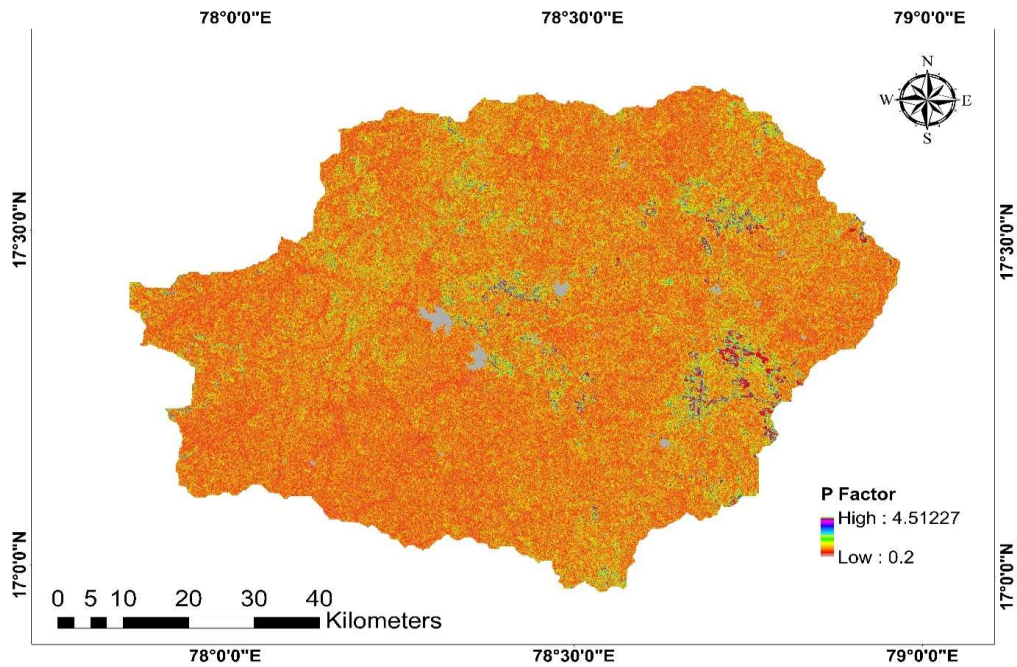 78°0'0"E 78°30'0"E 79°0'0"E
N
W E
S
17°30'0"N 17°30'0"N
P Factor
High : 4.51227
Low : 0.2
17°0'0"N 17°0'0"N
0 5 10 20 30 40
Kilometers
78°0'0"E 78°30'0"E 79°0'0"E